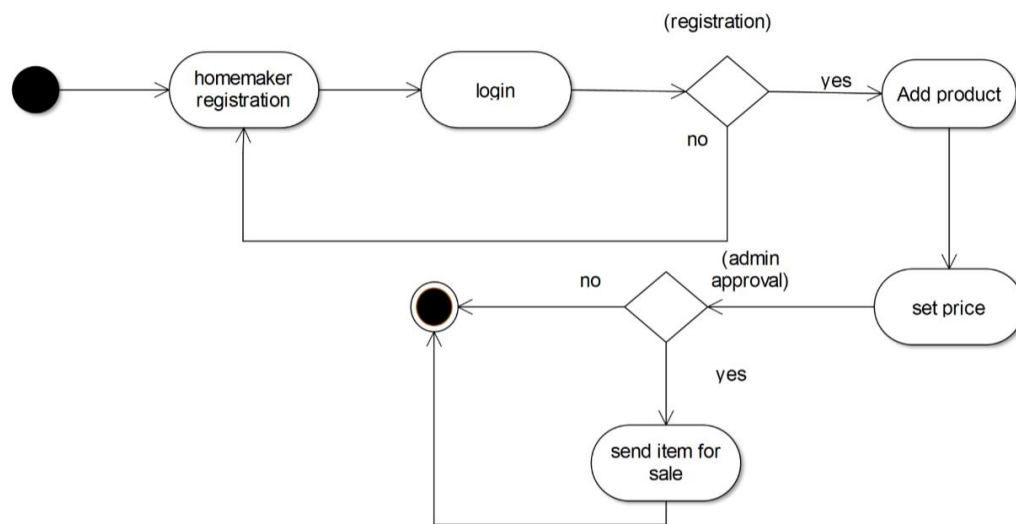 (registration)
homemaker
registration
login
yes
Add product
no
(admin
approval)
no
set price
yes
send item for
sale